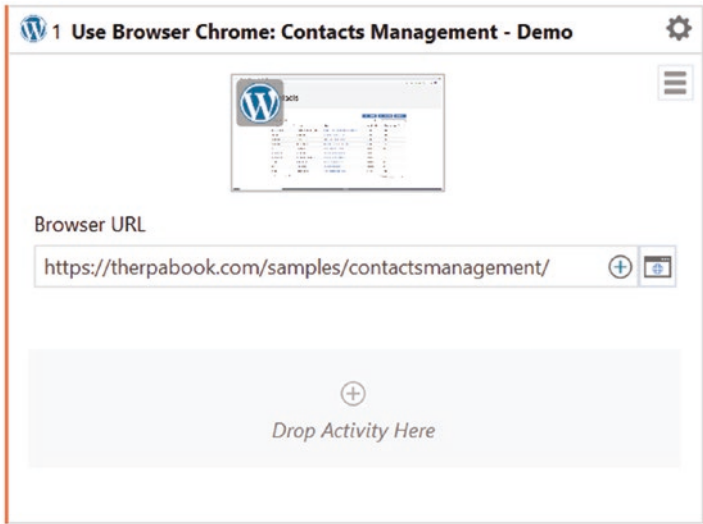 1 Use Browser Chrome: Contacts Management - Demo
Browser URL
https://therpabook.com/samples/contactsmanagement/
Drop Activity Here